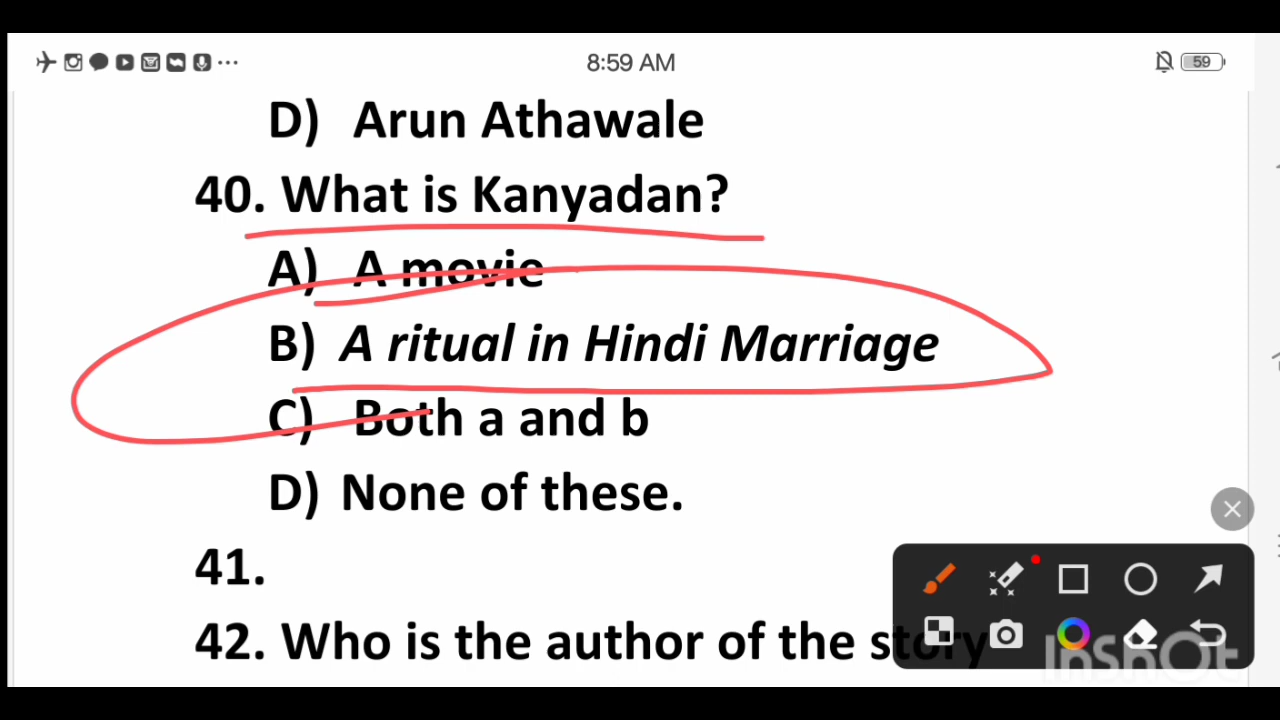 8:59 AM
59
D) Arun Athawale
40. What is Kanyadan?
A) A movie
B) A ritual in Hindi Marriage
C) Both a and b
D) None of these.
41.
42. Who is the author of the story
InShOt